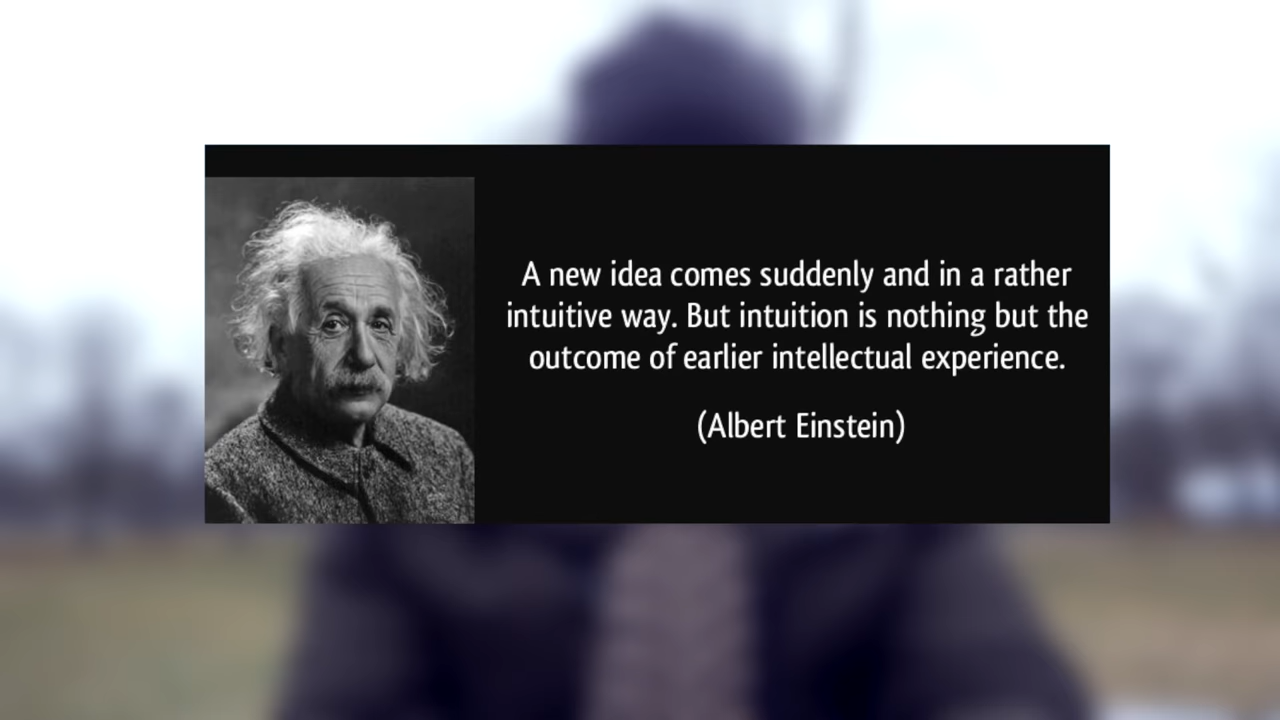 A new idea comes suddenly and in a rather
intuitive way. But intuition is nothing but the
outcome of earlier intellectual experience.
(Albert Einstein)